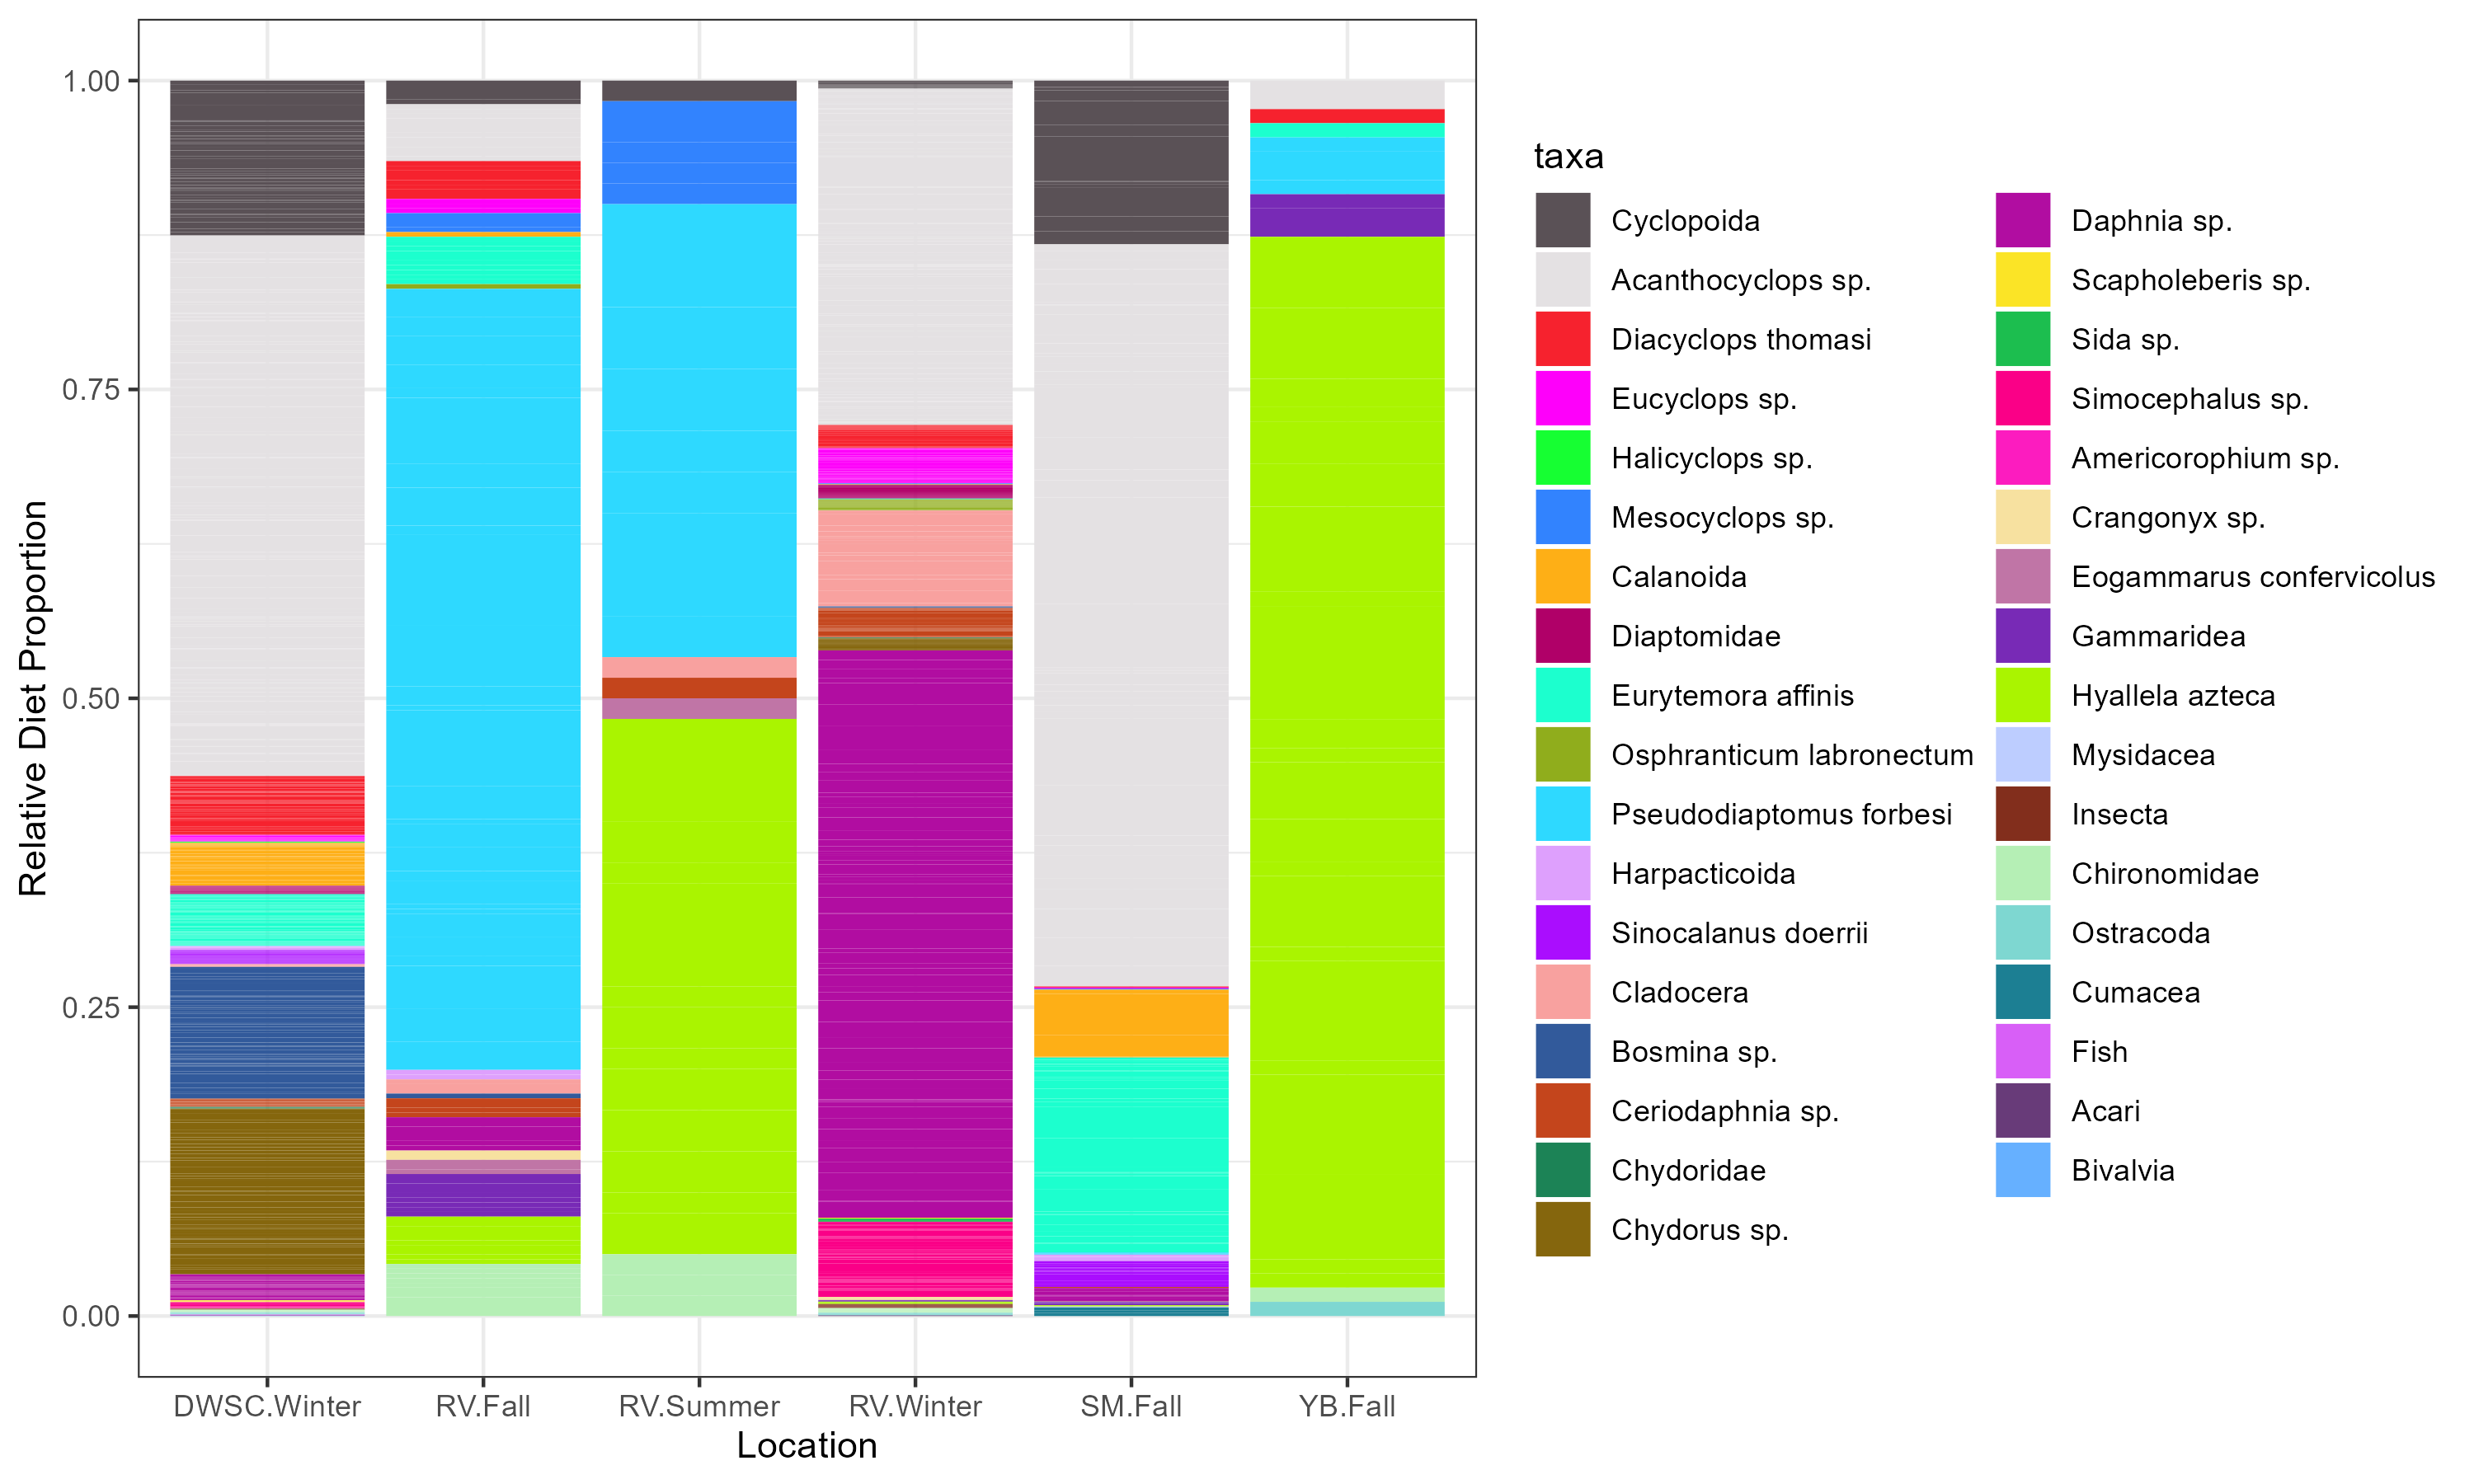 Relative Diet Proportion
1.00
0.75
0.50
0.25
0.00
DWSC.Winter RV.Fall RV.Summer RV.Winter SM.Fall YB.Fall
Location
taxa
Cyclopoida
Acanthocyclops sp.
Diacyclops thomasi
Eucyclops sp.
Halicyclops sp.
Mesocyclops sp.
Calanoida
Diaptomidae
Eurytemora affinis
Osphranticum labronectum
Pseudodiaptomus forbesi
Harpacticoida
Sinocalanus doerrii
Cladocera
Bosmina sp.
Ceriodaphnia sp.
Chydoridae
Chydorus sp.
Daphnia sp.
Scapholeberis sp.
Sida sp.
Simocephalus sp.
Americorophium sp.
Crangonyx sp.
Eogammarus confervicolus
Gammaridea
Hyallela azteca
Mysidacea
Insecta
Chironomidae
Ostracoda
Cumacea
Fish
Acari
Bivalvia